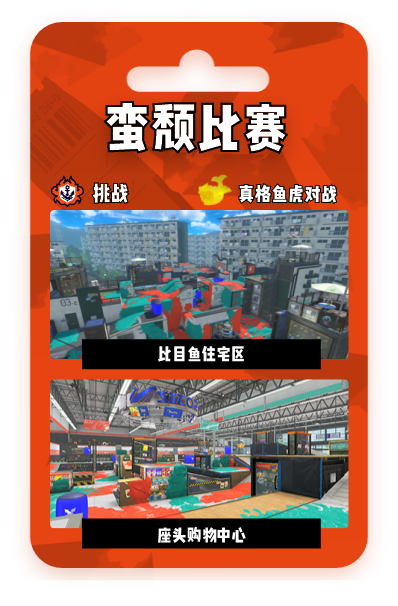 蛮颓比赛
挑战
真格鱼虎对战
03-c
比目鱼住宅区
座头购物中心